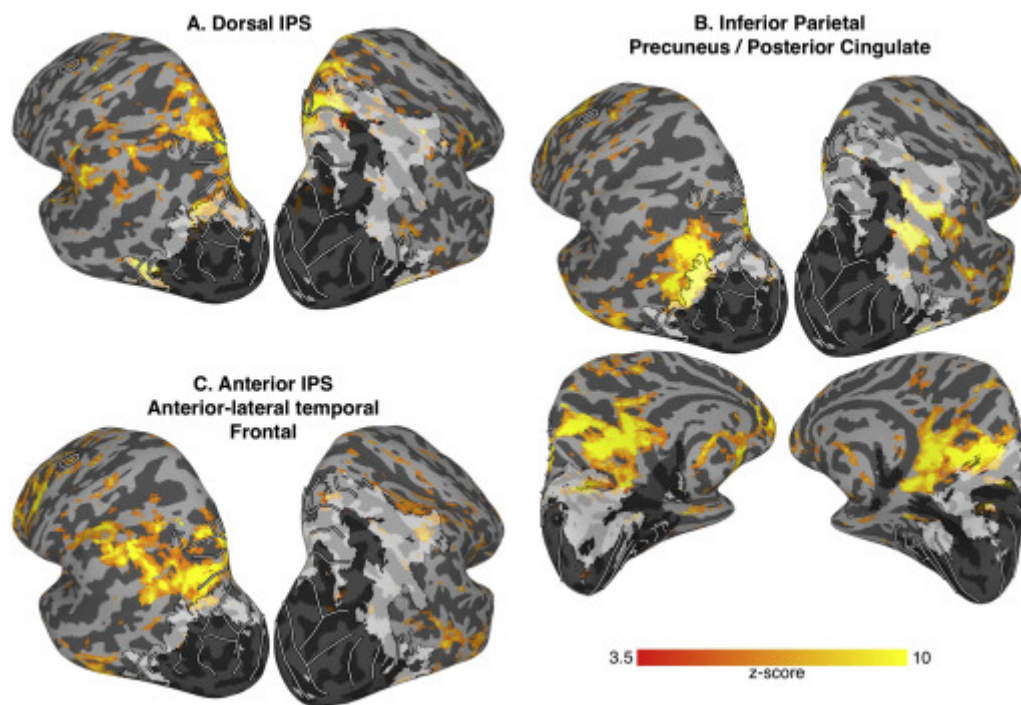 A. Dorsal IPS
B. Inferior Parietal
Precuneus / Posterior Cingulate
C. Anterior IPS
Anterior-lateral temporal
Frontal
3.5 10
z-score